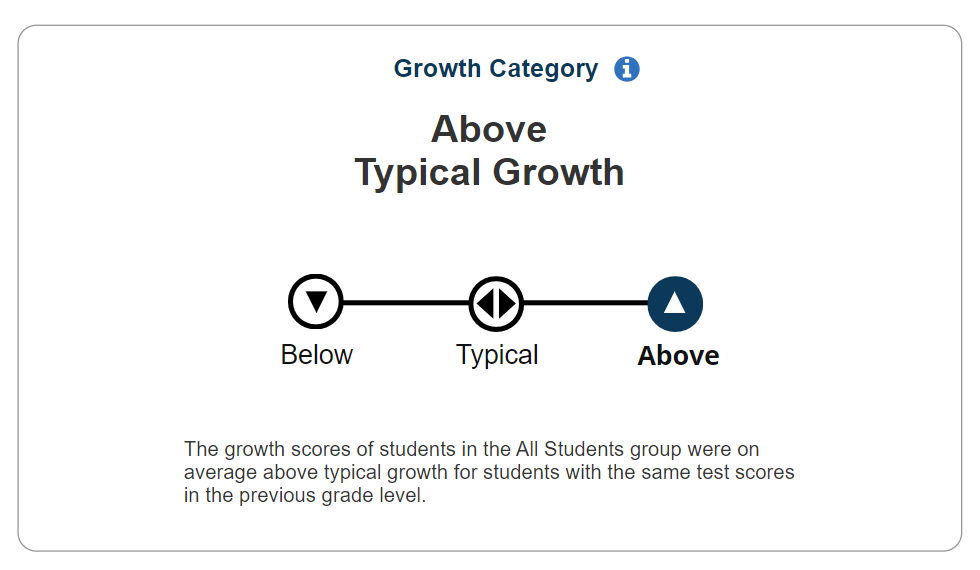 Growth Category
Above
Typical Growth
Below
Typical
Above
The growth scores of students in the All Students group were on
average above typical growth for students with the same test scores
in the previous grade level.